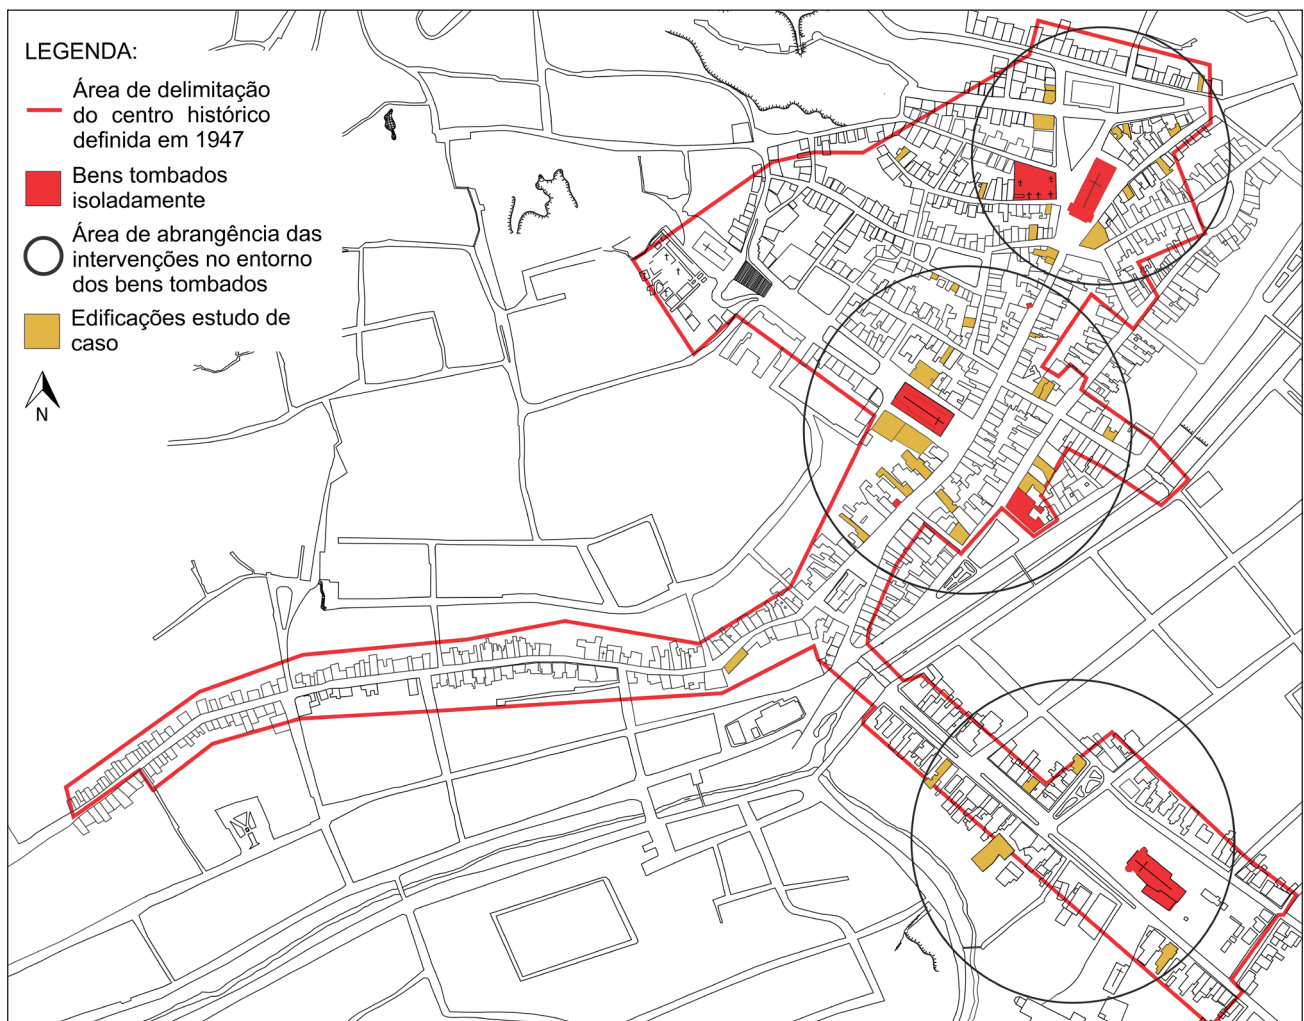 LEGENDA:
Área de delimitação
do centro histórico
definida em 1947
Bens tombados
isoladamente
Área de abrangência das
intervenções no entorno
dos bens tombados
Edificações estudo de
caso
N